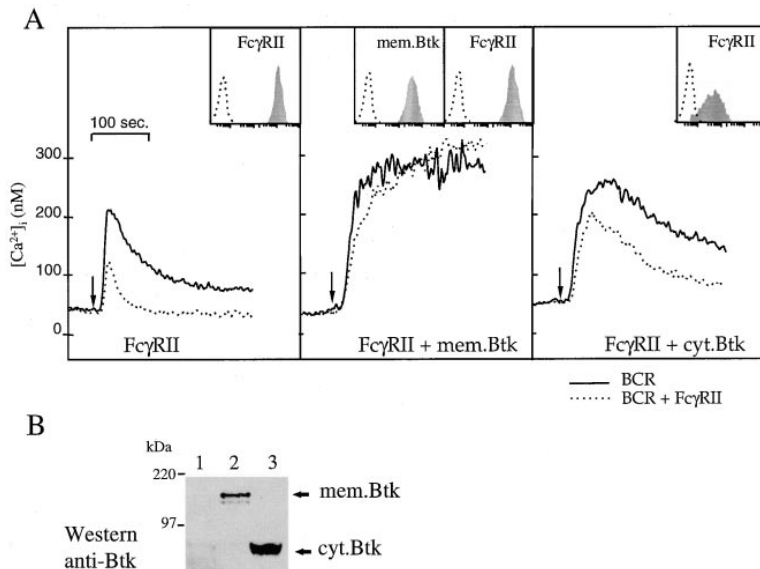 A
FcγRII
mem.Btk
FcγRII
FcγRII
100 sec.
[Ca²⁺]ᵢ (nM)
300
200
100
0
FcγRII
FcγRII + mem.Btk
FcγRII + cyt.Btk
BCR
BCR + FcγRII
B
kDa
1 2 3
220
97
mem.Btk
cyt.Btk
Western
anti-Btk